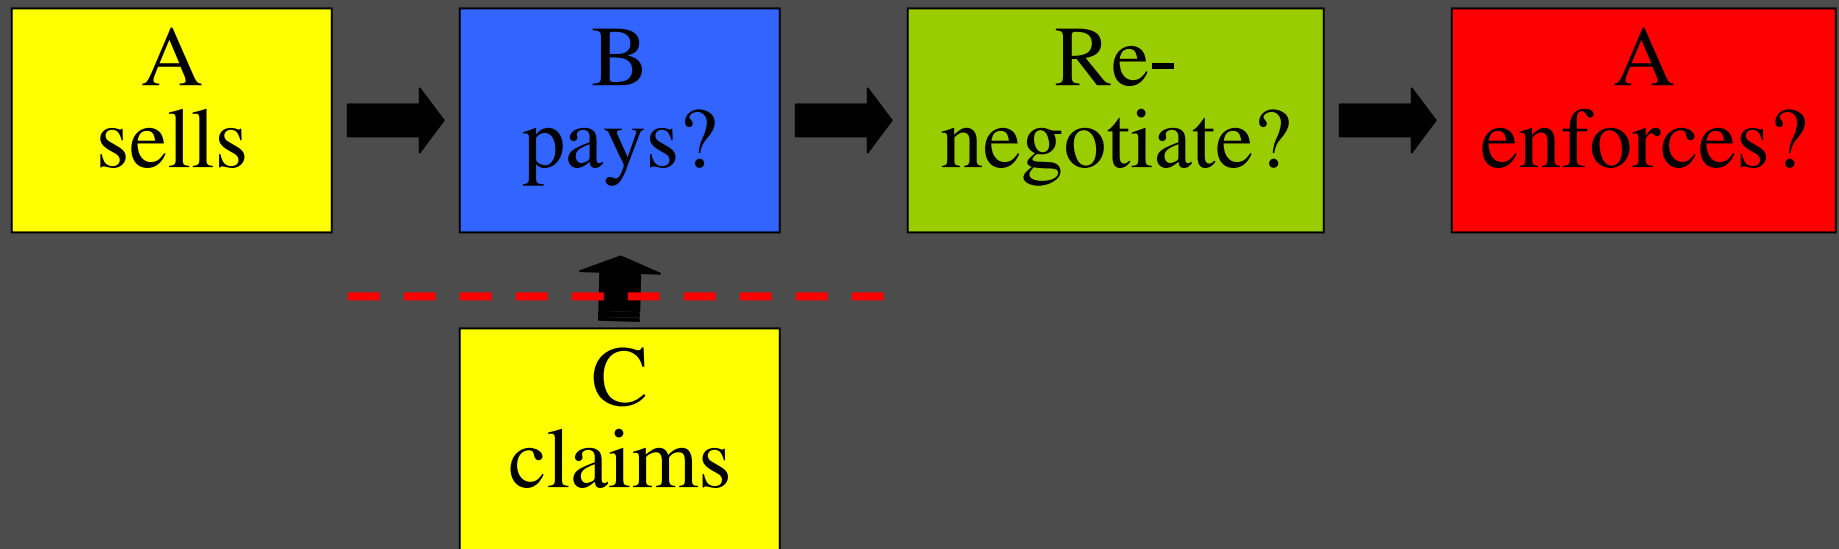 A
sells
B
pays?
Re-
negotiate?
A
enforces?
C
claims